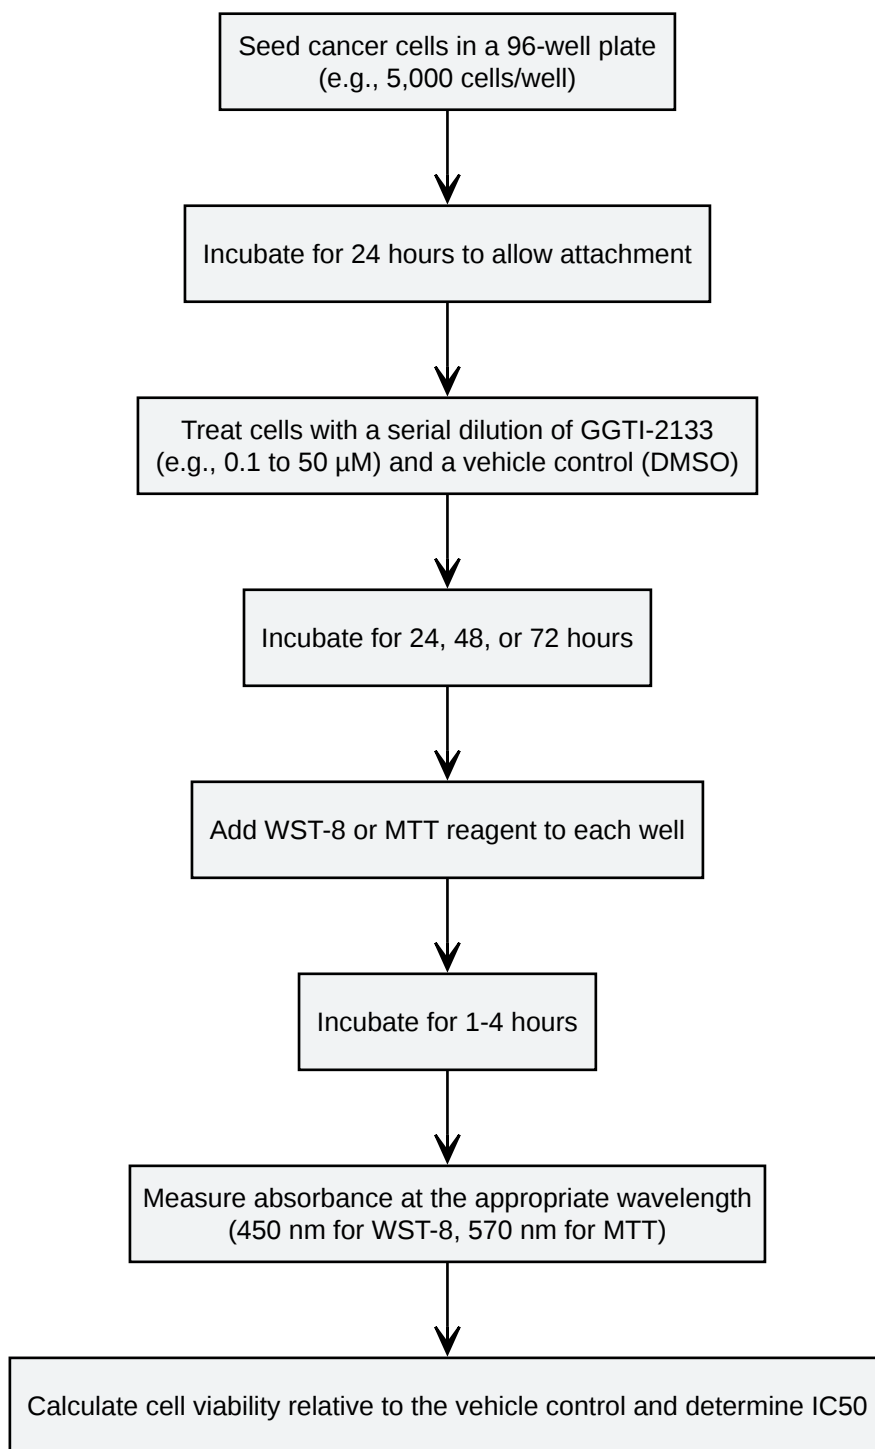 Seed cancer cells in a 96-well plate
(e.g., 5,000 cells/well)
Incubate for 24 hours to allow attachment
Treat cells with a serial dilution of GGTI-2133
(e.g., 0.1 to 50 µM) and a vehicle control (DMSO)
Incubate for 24, 48, or 72 hours
Add WST-8 or MTT reagent to each well
Incubate for 1-4 hours
Measure absorbance at the appropriate wavelength
(450 nm for WST-8, 570 nm for MTT)
Calculate cell viability relative to the vehicle control and determine IC50